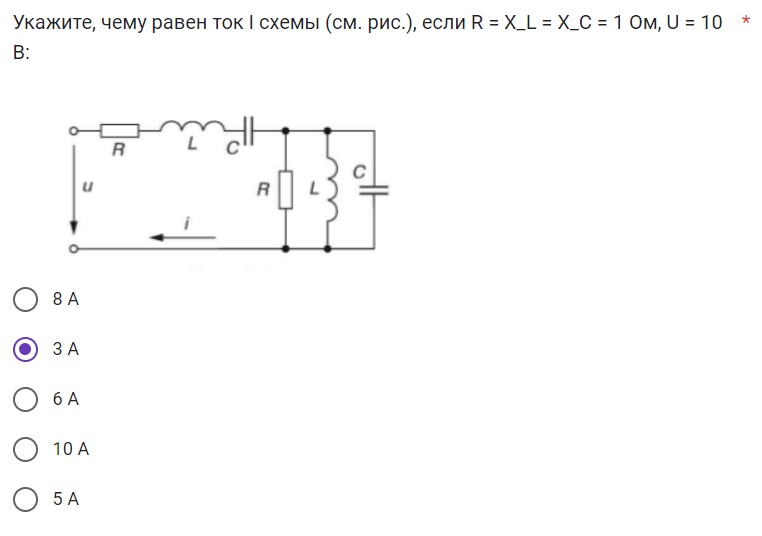 Укажите, чему равен ток I схемы (см. рис.), если R = X_L = X_C = 1 Ом, U = 10 *
В:
R
L
C
u
R
L
C
i
8 А
3 А
6 А
10 А
5 А